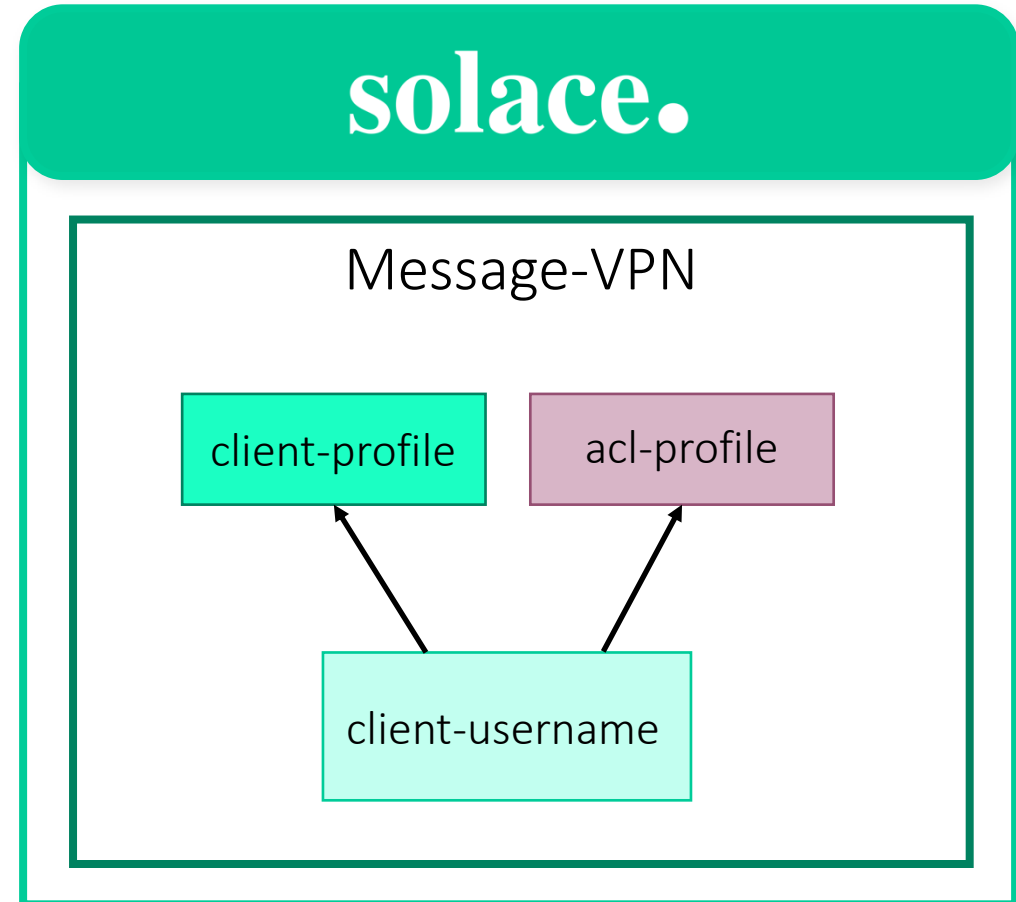 solace.
Message-VPN
client-profile
acl-profile
client-username